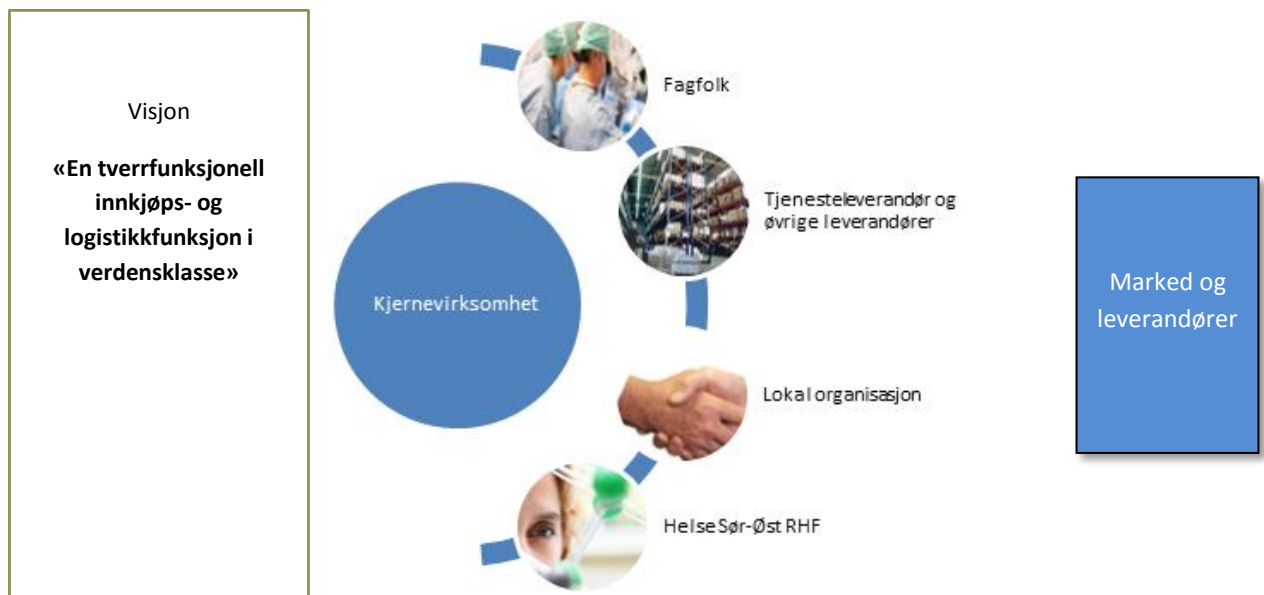 Visjon
«En tverrfunksjonell
innkjøps- og
logistikkfunksjon i
verdensklasse»
Kjernevirksomhet
Fagfolk
Tjenesteleverandør og
øvrige leverandører
Lokal organisasjon
Helse Sør-Øst RHF
Marked og
leverandører